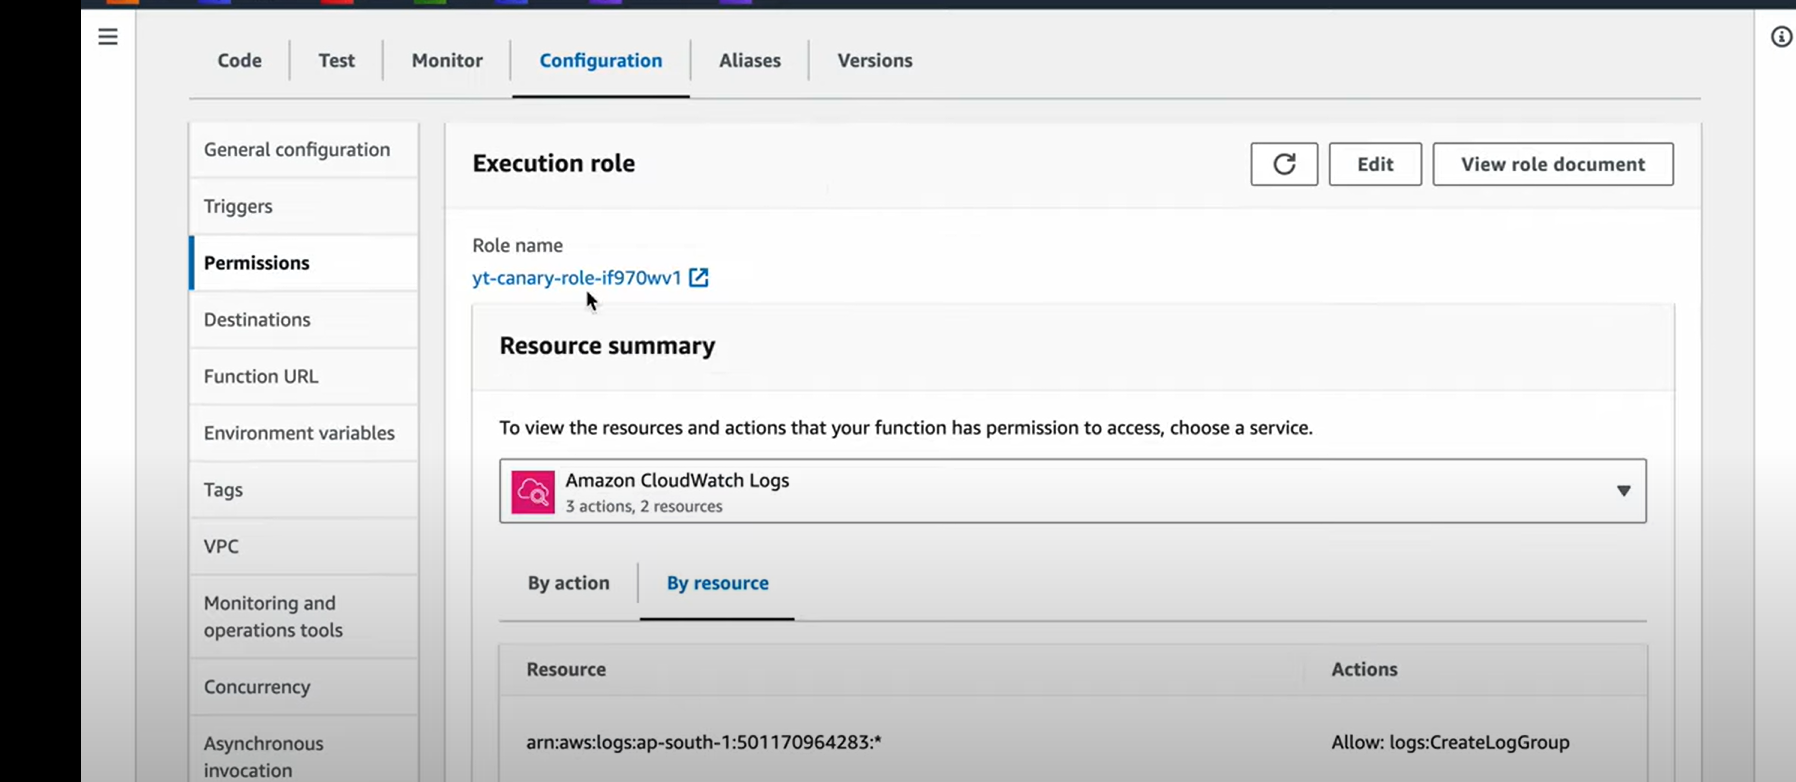 Code
Test
Monitor
Configuration
Aliases
Versions
General configuration
Triggers
Permissions
Destinations
Function URL
Environment variables
Tags
VPC
Monitoring and
operations tools
Concurrency
Asynchronous
invocation
Execution role
Edit
View role document
Role name
yt-canary-role-if970wv1
Resource summary
To view the resources and actions that your function has permission to access, choose a service.
Amazon CloudWatch Logs
3 actions, 2 resources
By action
By resource
Resource
Actions
arn:aws:logs:ap-south-1:501170964283:*
Allow: logs:CreateLogGroup